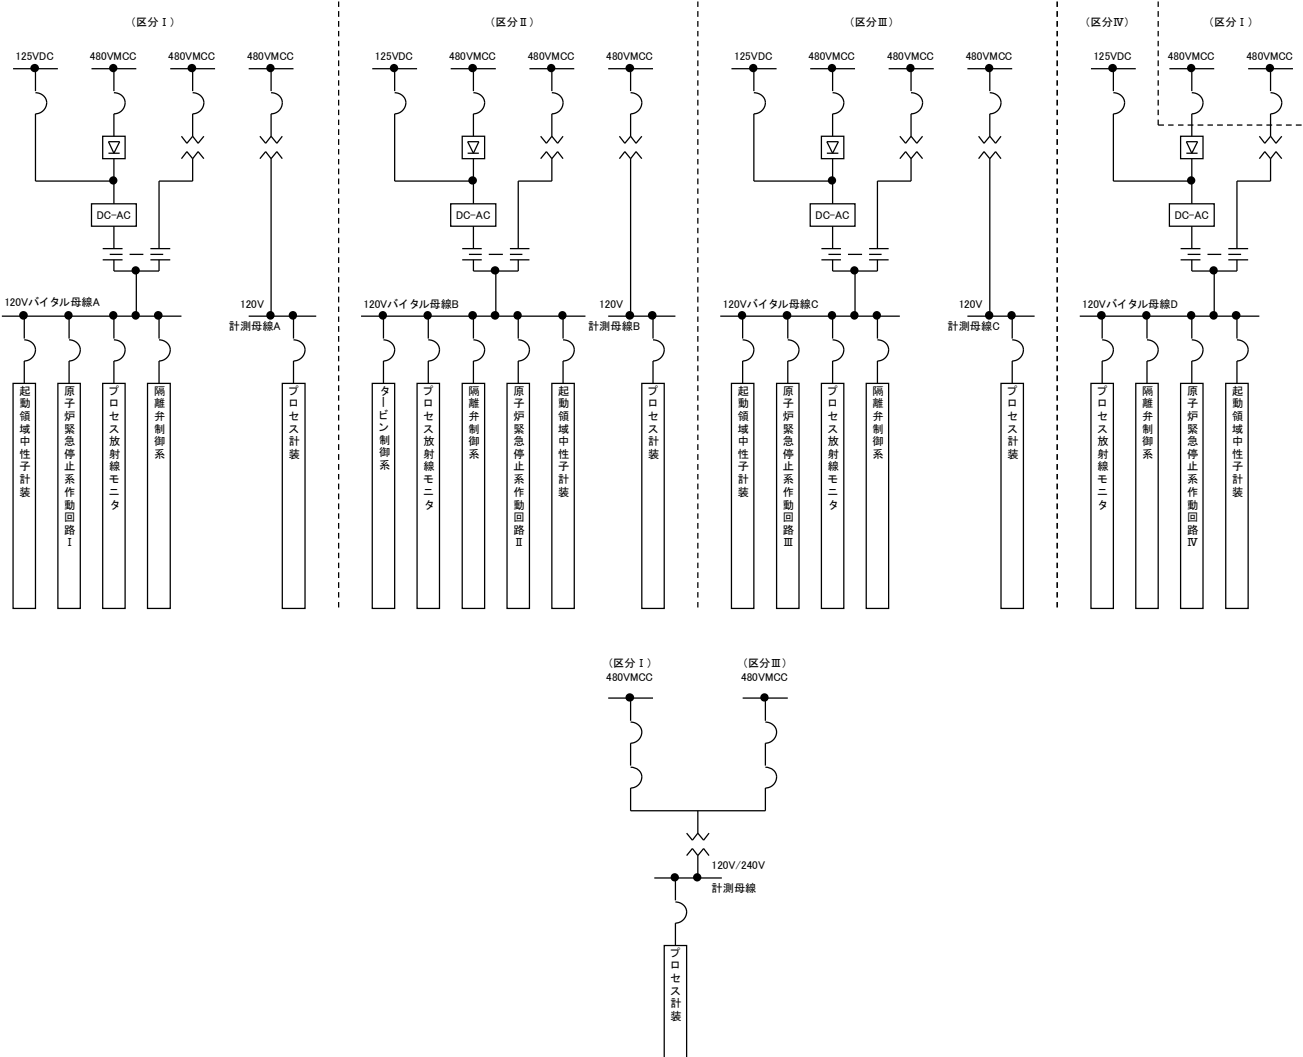 (区分Ⅰ)
(区分Ⅱ)
(区分Ⅲ)
(区分Ⅳ)
(区分Ⅰ)
125VDC
480VMCC
480VMCC
480VMCC
125VDC
480VMCC
480VMCC
480VMCC
125VDC
480VMCC
480VMCC
480VMCC
125VDC
480VMCC
480VMCC
DC-AC
DC-AC
DC-AC
DC-AC
120Vバイタル母線A
120V
計測母線A
120Vバイタル母線B
120V
計測母線B
120Vバイタル母線C
120V
計測母線C
120Vバイタル母線D
起動領域中性子計装
原子炉緊急停止系作動回路Ⅰ
プロセス放射線モニタ
隔離弁制御系
プロセス計装
タービン制御系
プロセス放射線モニタ
隔離弁制御系
原子炉緊急停止系作動回路Ⅱ
起動領域中性子計装
プロセス計装
起動領域中性子計装
原子炉緊急停止系作動回路Ⅲ
プロセス放射線モニタ
隔離弁制御系
プロセス計装
プロセス放射線モニタ
隔離弁制御系
原子炉緊急停止系作動回路Ⅳ
起動領域中性子計装
(区分Ⅰ)
480VMCC
(区分Ⅲ)
480VMCC
120V/240V
計測母線
プロセス計装